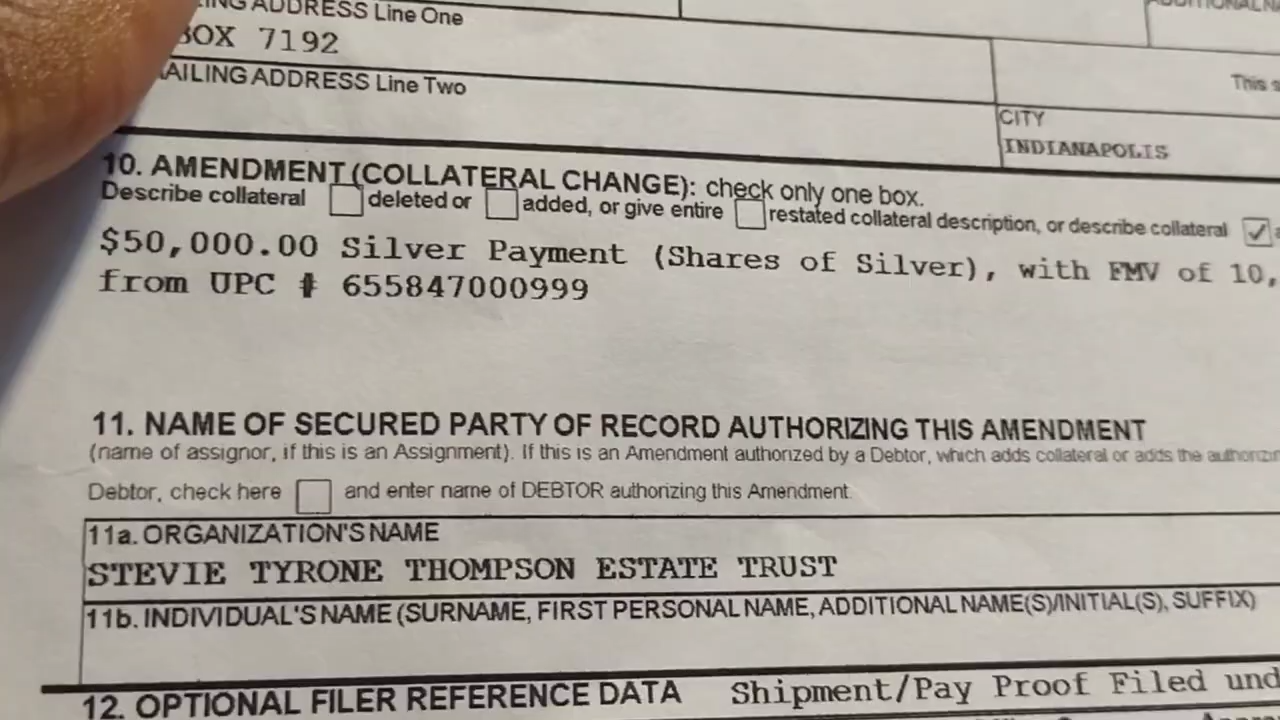 ADDRESS Line One
BOX 7192
MAILING ADDRESS Line Two
This
CITY
INDIANAPOLIS
10. AMENDMENT (COLLATERAL CHANGE): check only one box.
Describe collateral deleted or added, or give entire restated collateral description, or describe collateral
$50,000.00 Silver Payment (Shares of Silver), with FMV of 10,
from UPC # 655847000999
11. NAME OF SECURED PARTY OF RECORD AUTHORIZING THIS AMENDMENT
(name of assignor, if this is an Assignment). If this is an Amendment authorized by a Debtor, which adds collateral or adds the
Debtor, check here and enter name of DEBTOR authorizing this Amendment.
11a. ORGANIZATION'S NAME
STEVIE TYRONE THOMPSON ESTATE TRUST
11b. INDIVIDUAL'S NAME (SURNAME, FIRST PERSONAL NAME, ADDITIONAL NAME(S)/INITIAL(S), SUFFIX)
12. OPTIONAL FILER REFERENCE DATA Shipment/Pay Proof Filed